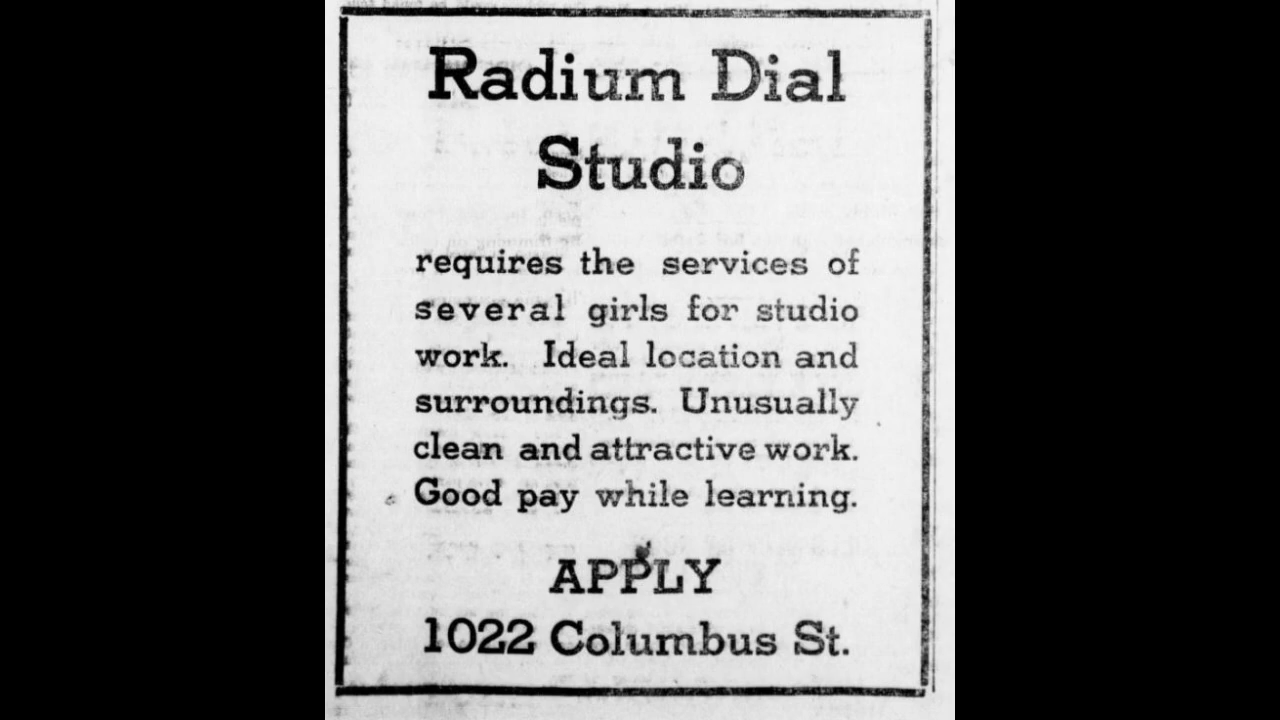 Radium Dial
Studio
requires the services of
several girls for studio
work. Ideal location and
surroundings. Unusually
clean and attractive work.
Good pay while learning.
APPLY
1022 Columbus St.